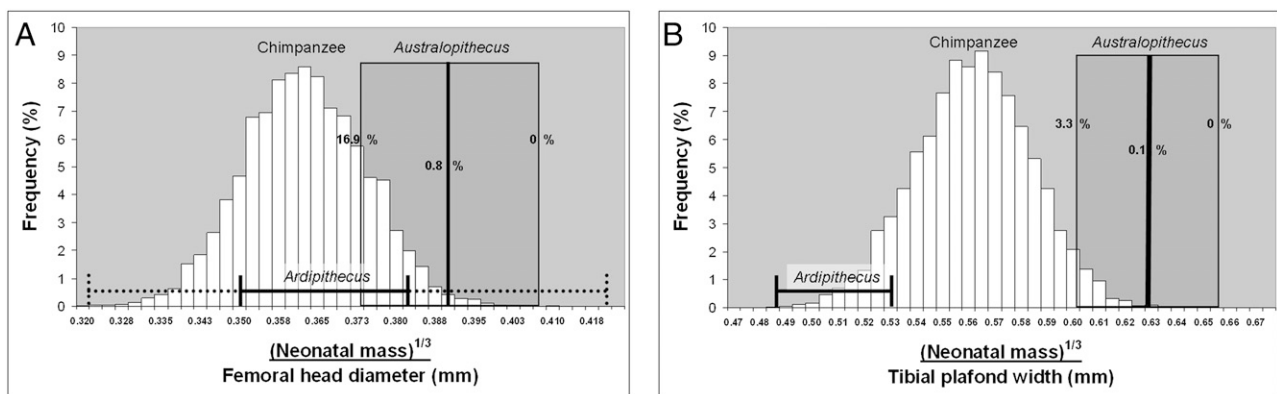 A
Frequency (%)
10
9
8
7
6
5
4
3
2
1
0
Chimpanzee
Australopithecus
16.9 %
0.8 %
0 %
Ardipithecus
0.320 0.328 0.335 0.343 0.350 0.358 0.365 0.373 0.380 0.388 0.395 0.403 0.410 0.418
(Neonatal mass)^1/3
Femoral head diameter (mm)
B
Frequency (%)
10
9
8
7
6
5
4
3
2
1
0
Chimpanzee
Australopithecus
3.3 %
0.1 %
0 %
Ardipithecus
0.47 0.48 0.49 0.50 0.51 0.52 0.53 0.54 0.55 0.56 0.57 0.58 0.59 0.60 0.61 0.62 0.63 0.64 0.65 0.66 0.67
(Neonatal mass)^1/3
Tibial plafond width (mm)